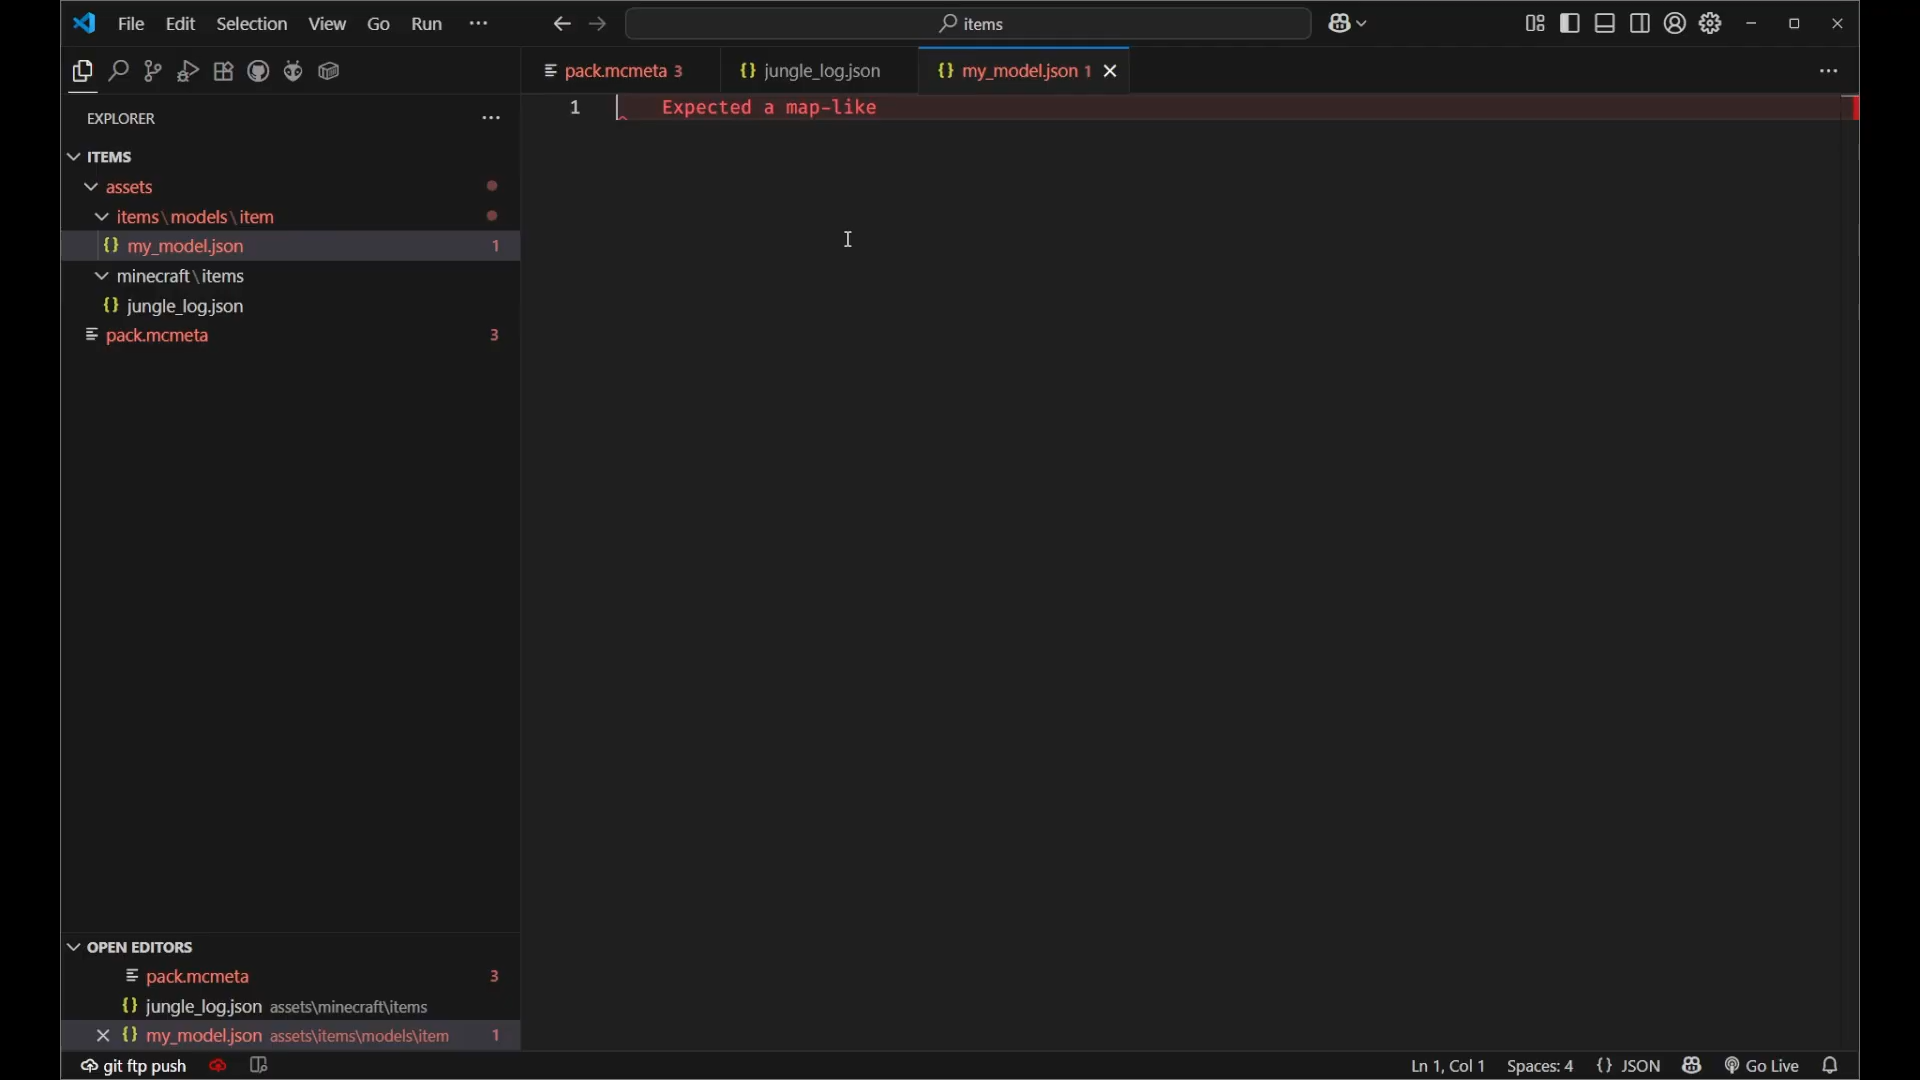 File Edit Selection View Go Run ···
items
pack.mcmeta 3
jungle_log.json
my_model.json 1
EXPLORER
1
Expected a map-like
ITEMS
assets
items\models\item
my_model.json 1
minecraft\items
jungle_log.json
pack.mcmeta 3
OPEN EDITORS
pack.mcmeta 3
jungle_log.json assets\minecraft\items
my_model.json assets\items\models\item 1
git ftp push
Ln 1, Col 1
Spaces: 4
{} JSON
Go Live